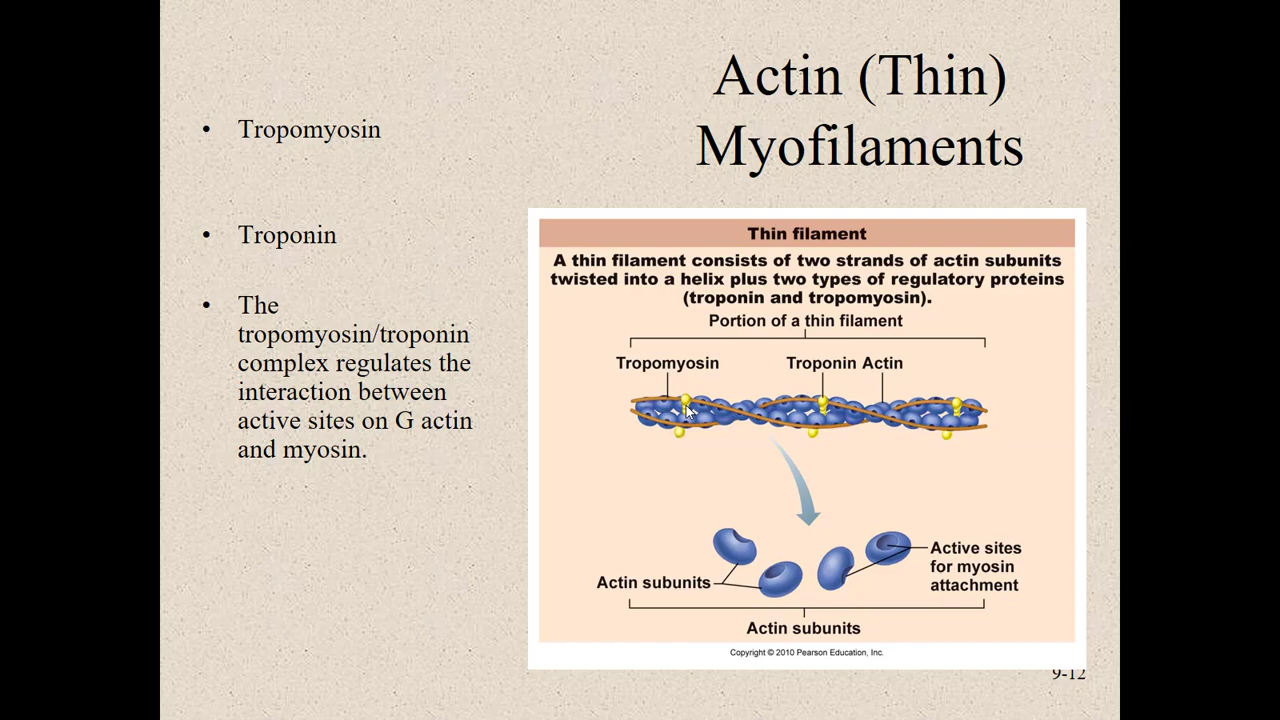 Actin (Thin)
Myofilaments
• Tropomyosin
• Troponin
• The
tropomyosin/troponin
complex regulates the
interaction between
active sites on G actin
and myosin.
Thin filament
A thin filament consists of two strands of actin subunits
twisted into a helix plus two types of regulatory proteins
(troponin and tropomyosin).
Portion of a thin filament
Tropomyosin
Troponin
Actin
Actin subunits
Active sites
for myosin
attachment
Actin subunits
Copyright © 2010 Pearson Education, Inc.
9-12